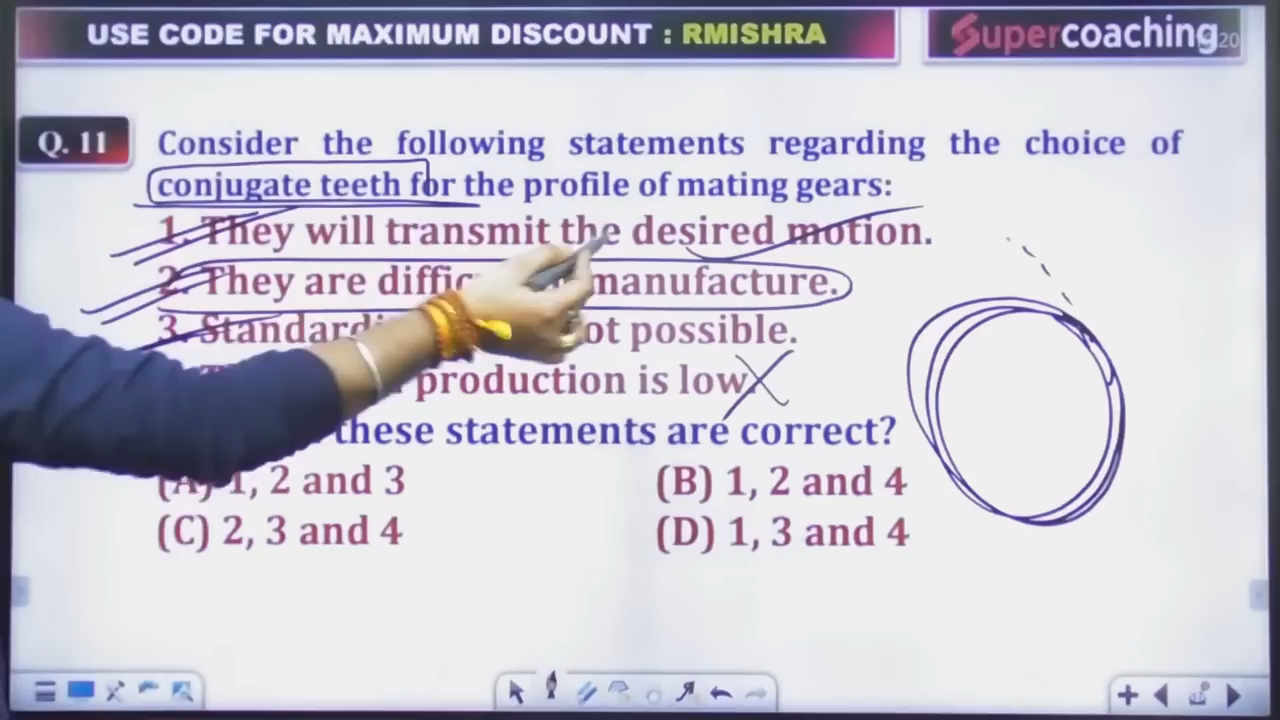 USE CODE FOR MAXIMUM DISCOUNT : RMISHRA
Supercoaching
Q. 11
Consider the following statements regarding the choice of
conjugate teeth for the profile of mating gears:
1. They will transmit the desired motion.
2. They are manufacture.
3. possible.
production is low.
these statements are correct?
(A) 1, 2 and 3
(B) 1, 2 and 4
(C) 2, 3 and 4
(D) 1, 3 and 4